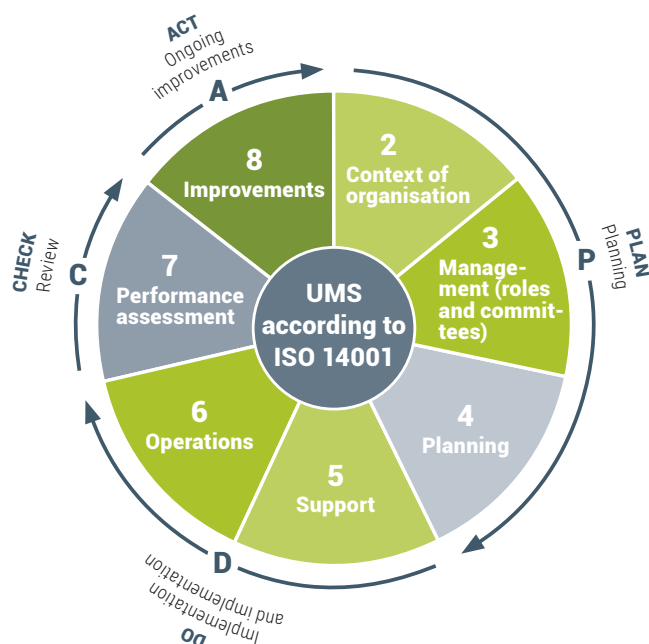 ACT
Ongoing
improvements
A
8
Improvements
2
Context of
organisation
3
Manage-
ment (roles
and commit-
tees)
P
PLAN
Planning
CHECK
Review
C
7
Performance
assessment
UMS
according to
ISO 14001
4
Planning
6
Operations
5
Support
D
DO
Implementation
and implementation